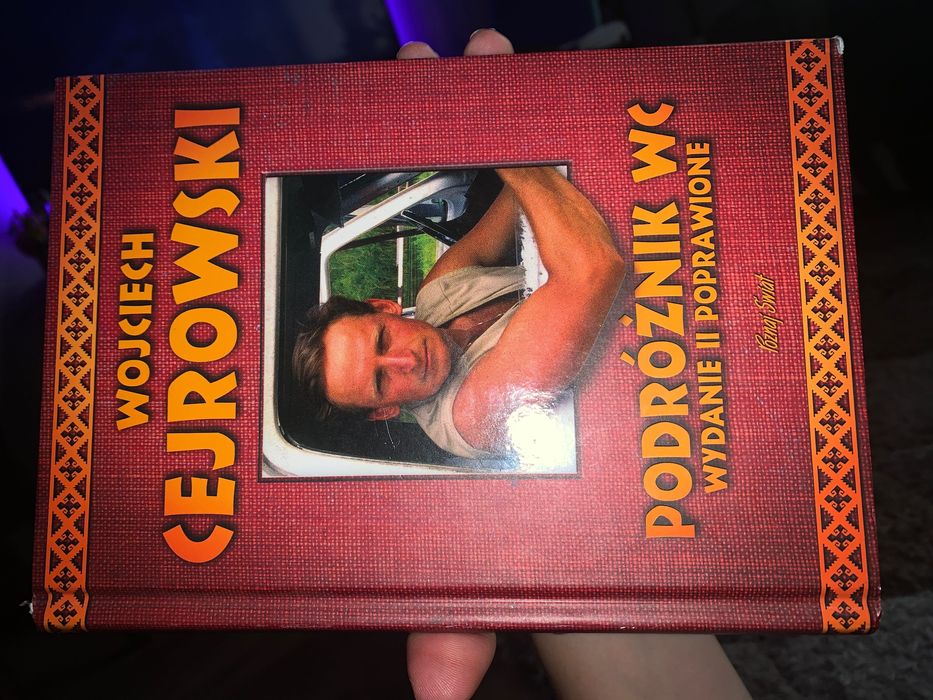 WOJCIECH
CEJROWSKI
PODRÓŻNIK WC
WYDANIE II POPRAWIONE
Poznaj Świat